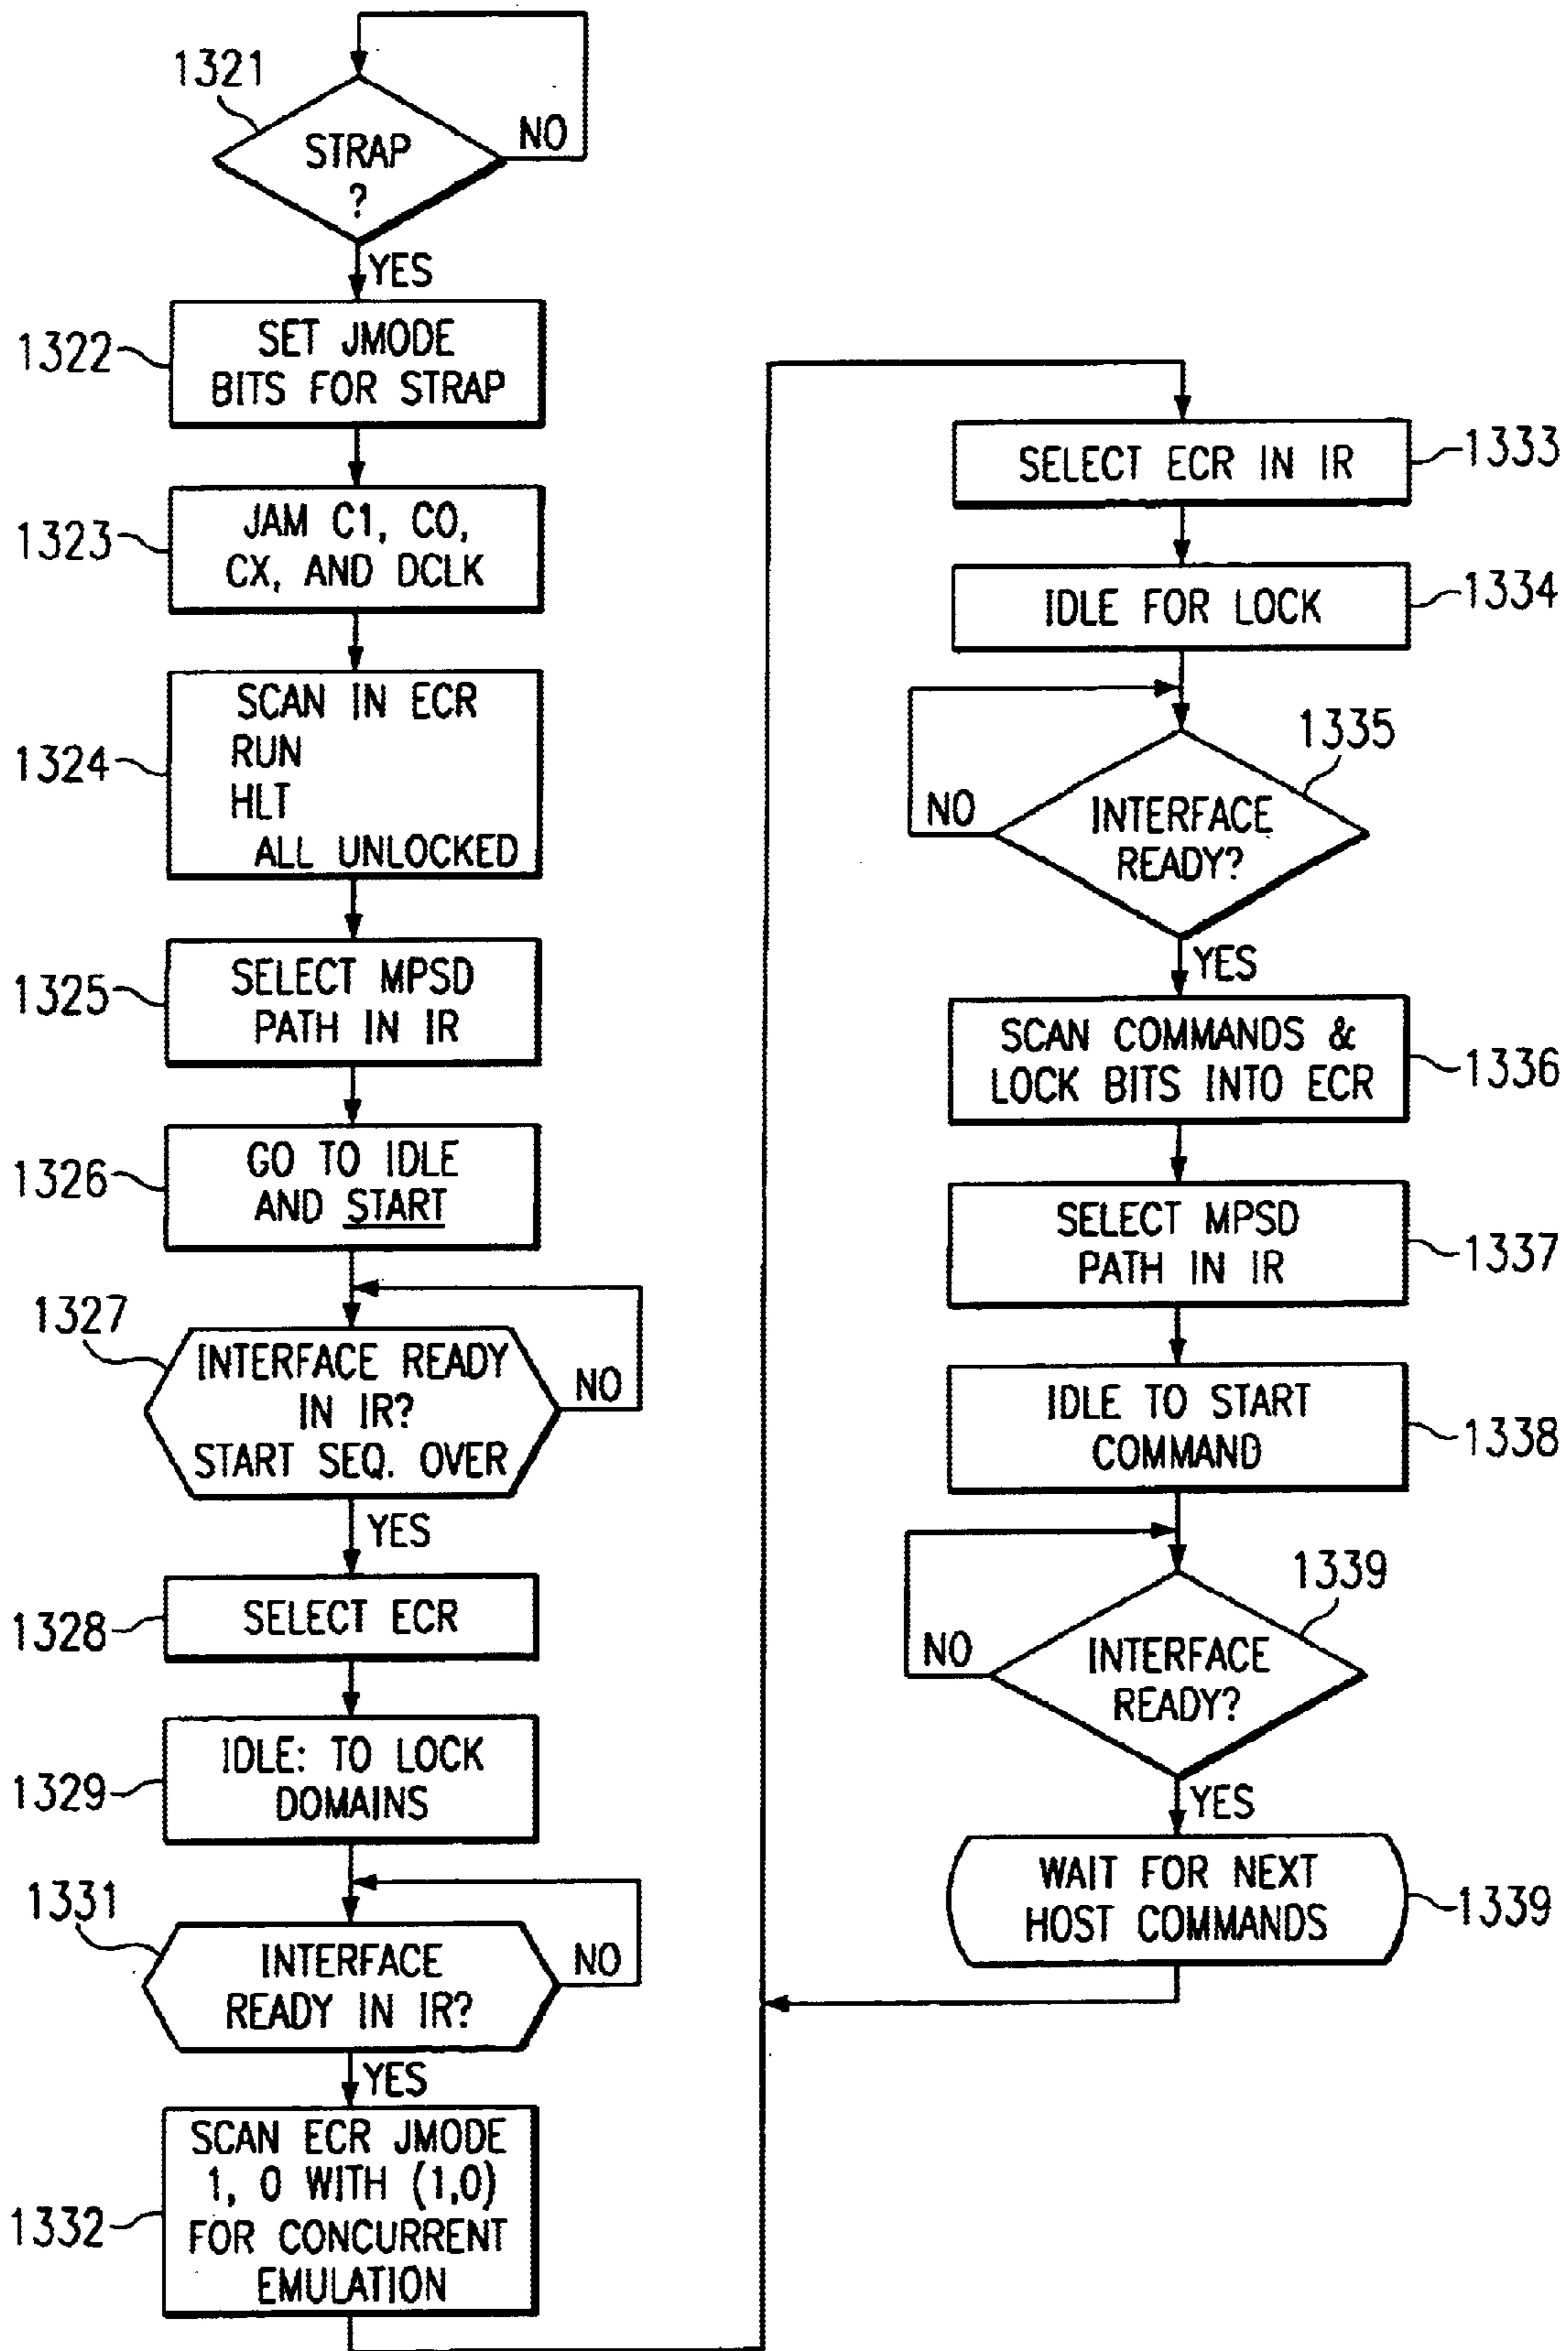 1321
STRAP
?
NO
YES
1322
SET JMODE
BITS FOR STRAP
1323
JAM C1, C0,
CX, AND DCLK
1324
SCAN IN ECR
RUN
HLT
ALL UNLOCKED
1325
SELECT MPSD
PATH IN IR
1326
GO TO IDLE
AND START
1327
INTERFACE READY
IN IR?
START SEQ. OVER
NO
YES
1328
SELECT ECR
1329
IDLE: TO LOCK
DOMAINS
1331
INTERFACE
READY IN IR?
NO
YES
1332
SCAN ECR JMODE
1, 0 WITH (1,0)
FOR CONCURRENT
EMULATION
SELECT ECR IN IR
1333
IDLE FOR LOCK
1334
1335
NO
INTERFACE
READY?
YES
SCAN COMMANDS &
LOCK BITS INTO ECR
1336
SELECT MPSD
PATH IN IR
1337
IDLE TO START
COMMAND
1338
1339
NO
INTERFACE
READY?
YES
WAIT FOR NEXT
HOST COMMANDS
1339